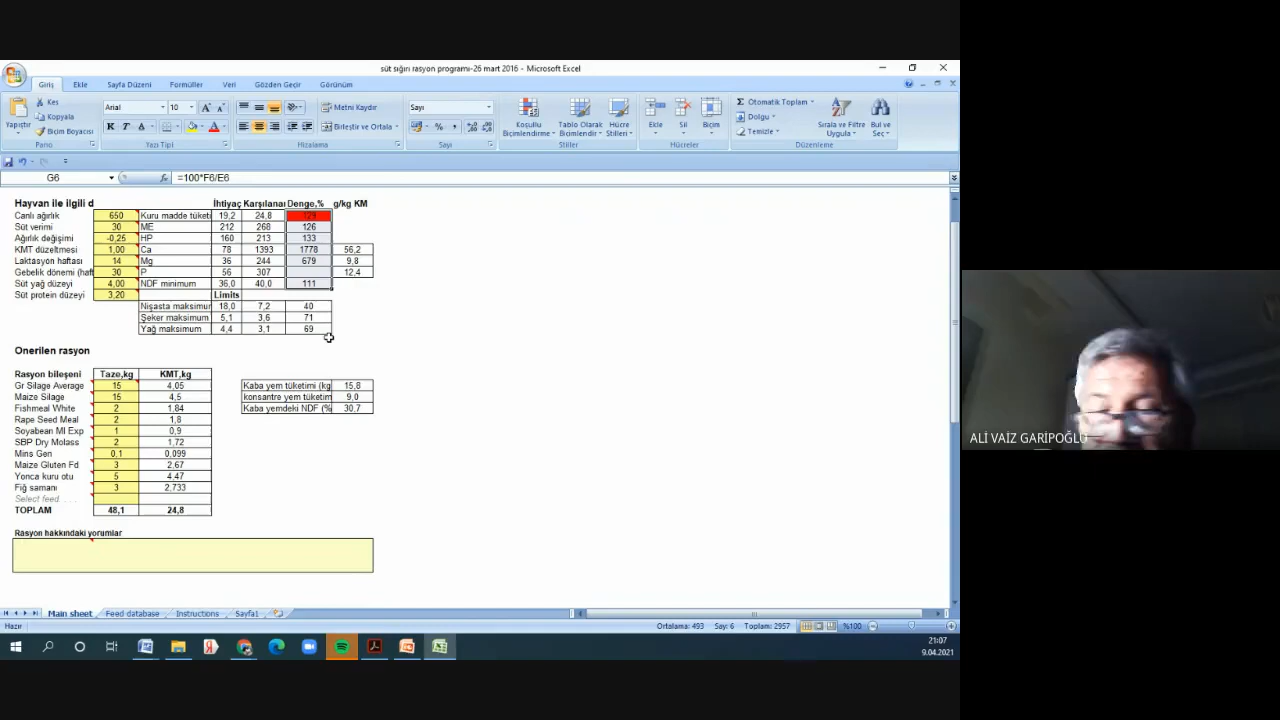 süt sığırı rasyon programı-26 mart 2016 - Microsoft Excel
Giriş Ekle Sayfa Düzeni Formüller Veri Gözden Geçir Görünüm
Kes
Kopyala
Biçim Boyacısı
Yapıştır
Pano
Arial 10
Yazı Tipi
Metni Kaydır
Birleştir ve Ortala
Hizalama
Sayı
Sayı
Koşullu Biçimlendirme
Tablo Olarak Biçimlendir
Hücre Stilleri
Stiller
Ekle Sil Biçim
Hücreler
Otomatik Toplam
Dolgu
Temizle
Sırala ve Filtre Uygula
Bul ve Seç
Düzenleme
G6 fx =100*F6/E6
Hayvan ile ilgili d İhtiyaç Karşılanan Denge,% g/kg KM
Canlı ağırlık 650 Kuru madde tüketi 19,2 24,8 129
Süt verimi 30 ME 212 268 126
Ağırlık değişimi -0,25 HP 160 213 133
KMT düzeltmesi 1,00 Ca 78 1393 1778 56,2
Laktasyon haftası 14 Mg 36 244 679 9,8
Gebelik dönemi (haft 30 P 56 307 12,4
Süt yağ düzeyi 4,00 NDF minimum 36,0 40,0 111
Süt protein düzeyi 3,20 Limits
Nişasta maksimum 18,0 7,2 40
Şeker maksimum 5,1 3,6 71
Yağ maksimum 4,4 3,1 69
Onerilen rasyon
Rasyon bileşeni Taze,kg KMT,kg
Gr Silage Average 15 4,05 Kaba yem tüketimi (kg 15,8
Maize Silage 15 4,5 konsantre yem tüketim 9,0
Fishmeal White 2 1,84 Kaba yemdeki NDF (% 30,7
Rape Seed Meal 2 1,8
Soyabean Ml Exp 1 0,9
SBP Dry Molass 2 1,72
Mins Gen 0,1 0,099
Maize Gluten Fd 3 2,67
Yonca kuru otu 5 4,47
Fiğ samanı 3 2,733
Select feed. . . .
TOPLAM 48,1 24,8
Rasyon hakkındaki yorumlar
Main sheet Feed database Instructions Sayfa1
Hazır Ortalama: 493 Say: 6 Toplam: 2957 %100
21:07
9.04.2021
ALİ VAİZ GARİPOĞLU